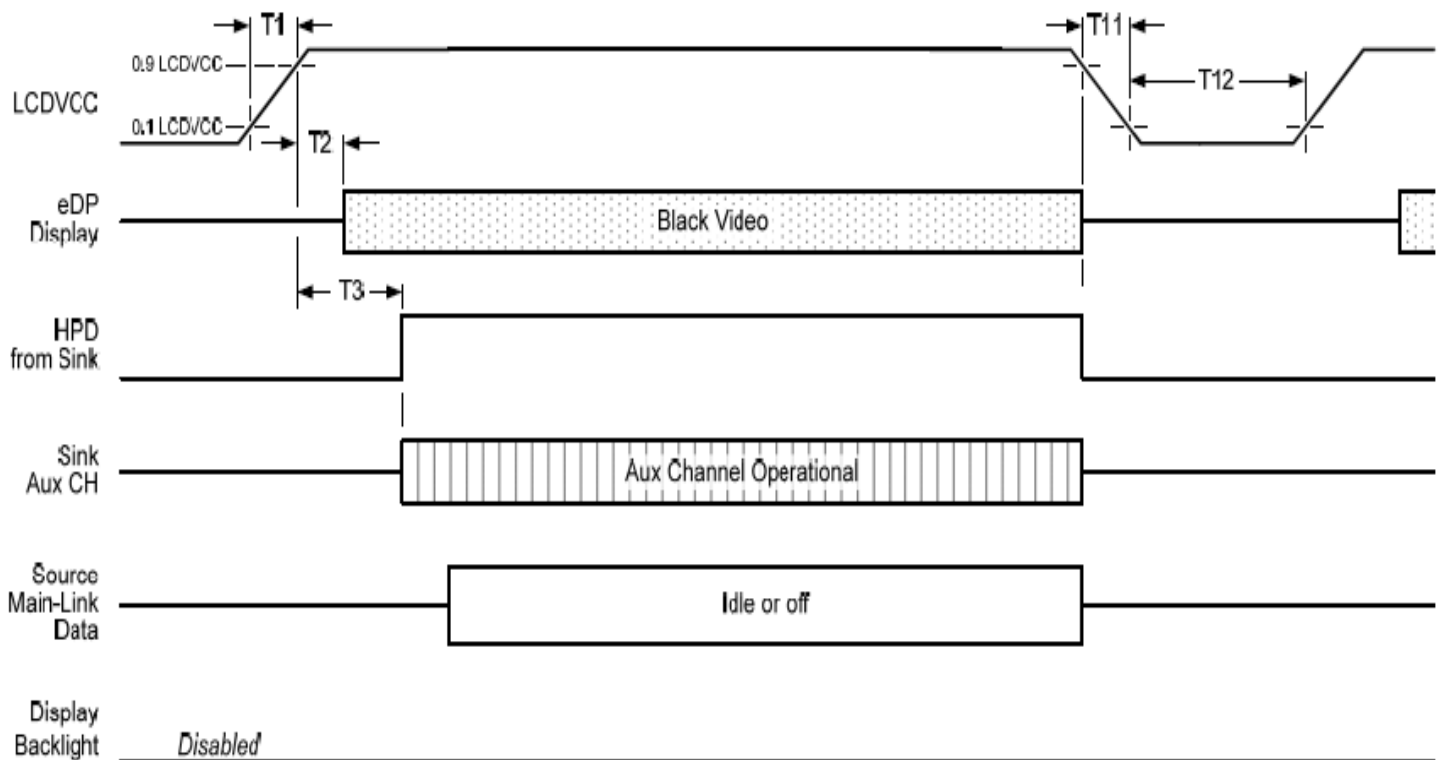 T1
T11
0.9 LCDVCC
T12
LCDVCC
0.1 LCDVCC
T2
eDP
Display
Black Video
T3
HPD
from Sink
Sink
Aux CH
Aux Channel Operational
Source
Main-Link
Data
Idle or off
Display
Backlight
Disabled